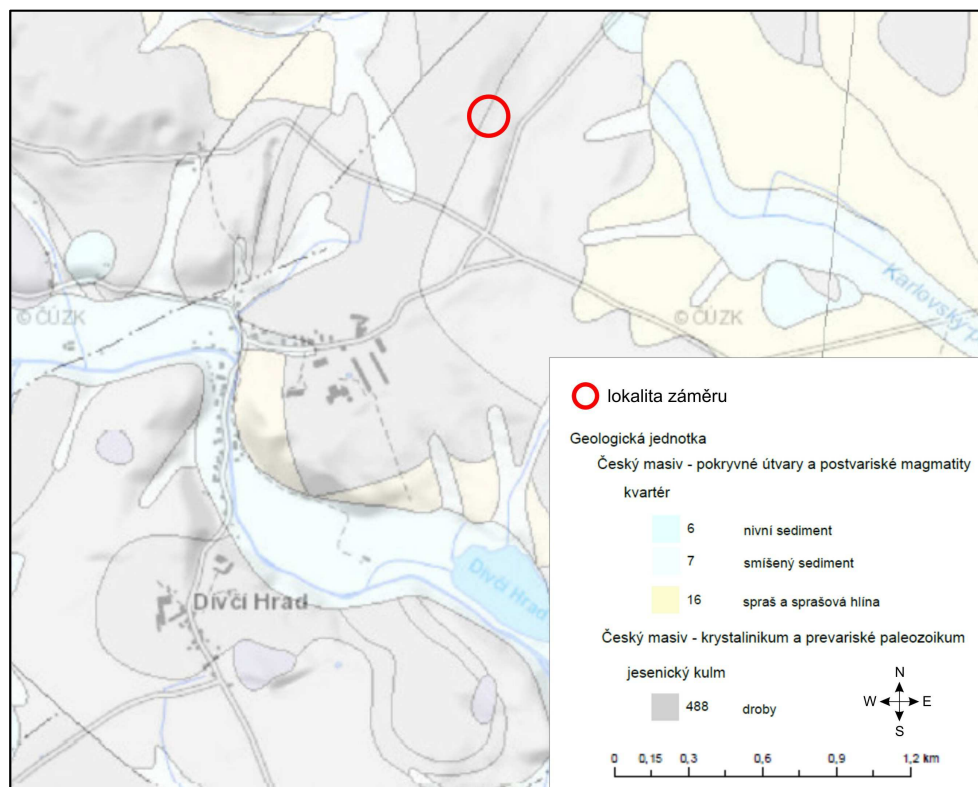 © ČÚZK
© ČÚZK
Karlovský p
Dívčí Hrad
Dívčí Hrad
lokalita záměru
Geologická jednotka
Český masiv - pokryvné útvary a postvariské magmatity
kvartér
6 nivní sediment
7 smíšený sediment
16 spraš a sprašová hlína
Český masiv - krystalinikum a prevariské paleozoikum
jesenický kulm
488 droby
N
W E
S
0 0,15 0,3 0,6 0,9 1,2 km